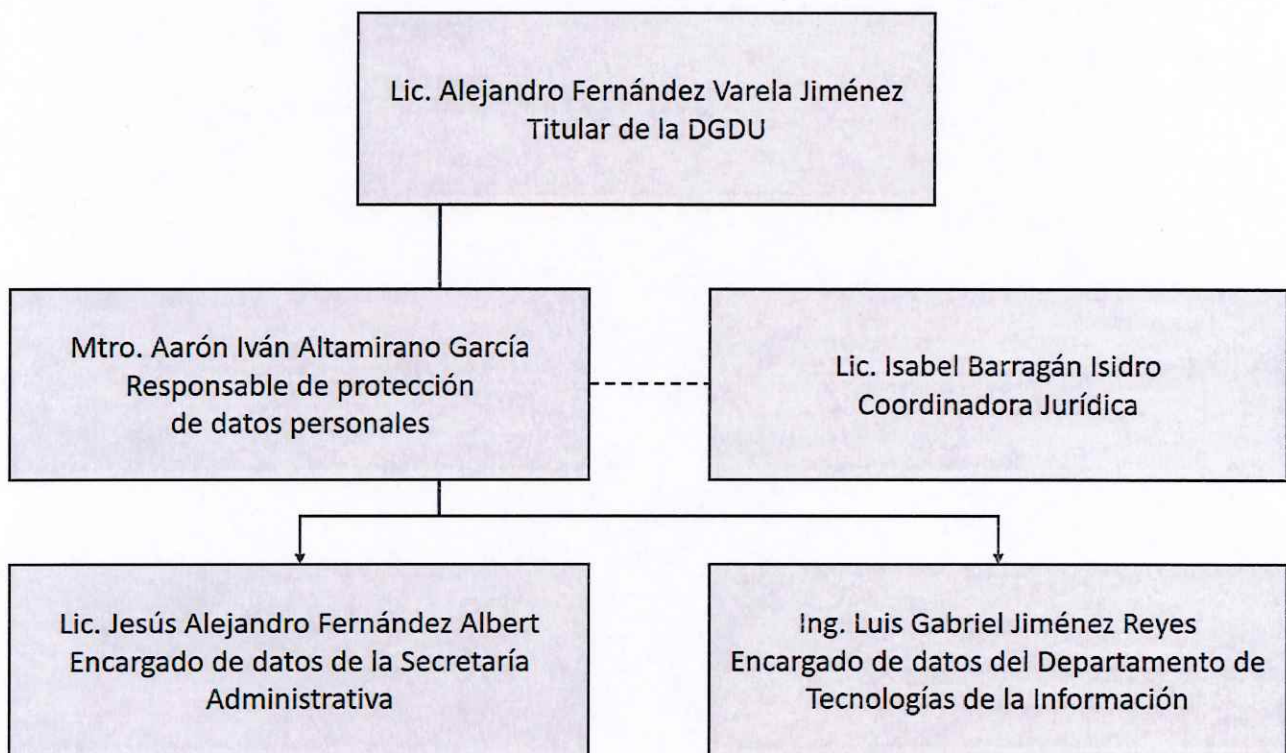 Lic. Alejandro Fernández Varela Jiménez
Titular de la DGDU
Mtro. Aarón Iván Altamirano García
Responsable de protección
de datos personales
Lic. Isabel Barragán Isidro
Coordinadora Jurídica
Lic. Jesús Alejandro Fernández Albert
Encargado de datos de la Secretaría
Administrativa
Ing. Luis Gabriel Jiménez Reyes
Encargado de datos del Departamento de
Tecnologías de la Información